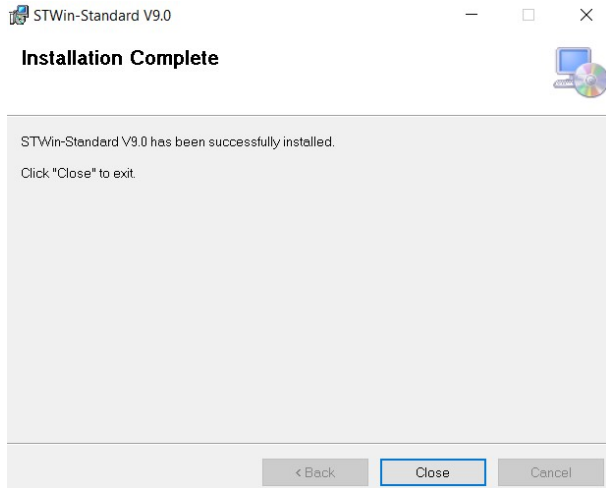 STWin-Standard V9.0
Installation Complete
STWin-Standard V9.0 has been successfully installed.
Click "Close" to exit.
< Back
Close
Cancel